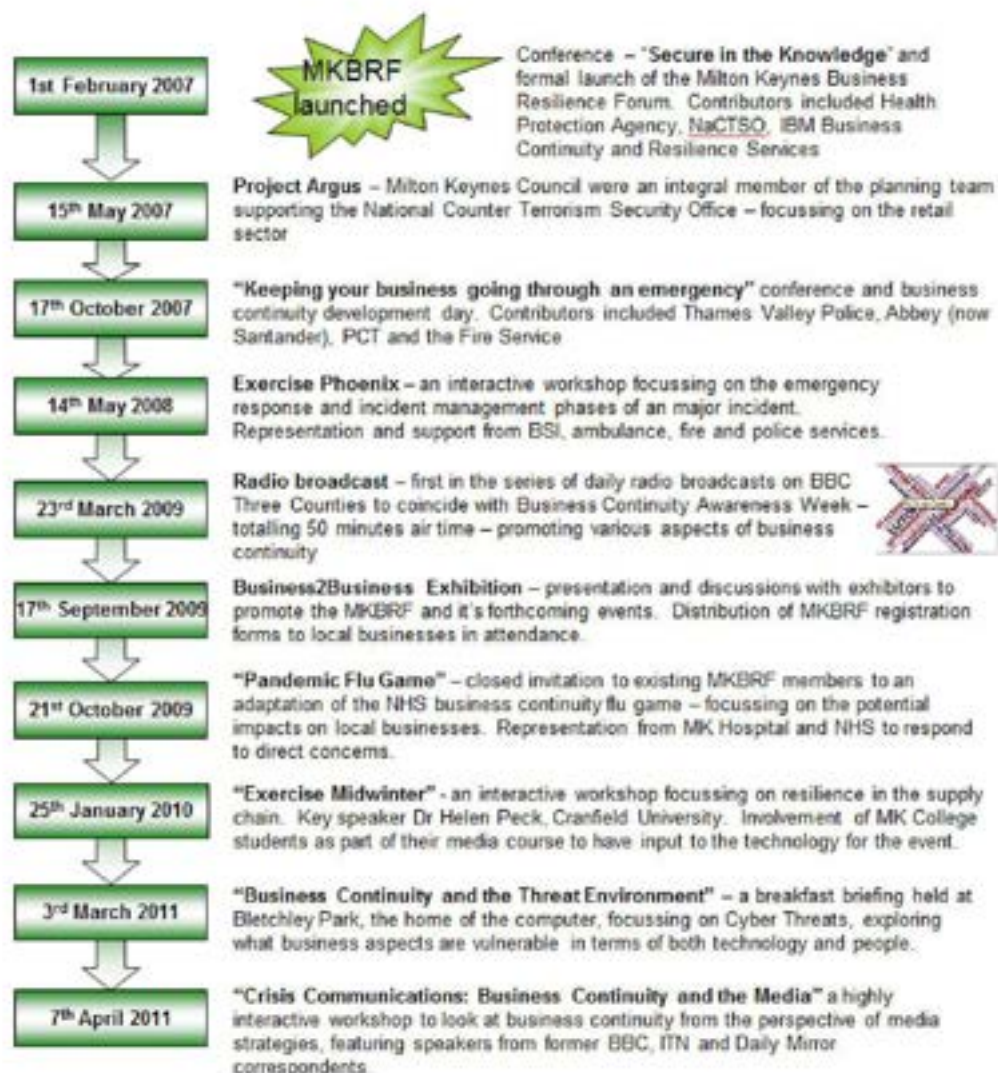 1st February 2007
MKBRF
launched
Conference – "Secure in the Knowledge" and
formal launch of the Milton Keynes Business
Resilience Forum. Contributors included Health
Protection Agency, NaCTSO, IBM Business
Continuity and Resilience Services
15th May 2007
Project Argus – Milton Keynes Council were an integral member of the planning team
supporting the National Counter Terrorism Security Office – focussing on the retail
sector
17th October 2007
"Keeping your business going through an emergency" conference and business
continuity development day. Contributors included Thames Valley Police, Abbey (now
Santander), PCT and the Fire Service
14th May 2008
Exercise Phoenix – an interactive workshop focussing on the emergency
response and incident management phases of an major incident.
Representation and support from BSI, ambulance, fire and police services.
23rd March 2009
Radio broadcast – first in the series of daily radio broadcasts on BBC
Three Counties to coincide with Business Continuity Awareness Week –
totalling 50 minutes air time – promoting various aspects of business
continuity
17th September 2009
Business2Business Exhibition – presentation and discussions with exhibitors to
promote the MKBRF and it's forthcoming events. Distribution of MKBRF registration
forms to local businesses in attendance.
21st October 2009
"Pandemic Flu Game" – closed invitation to existing MKBRF members to an
adaptation of the NHS business continuity flu game – focussing on the potential
impacts on local businesses. Representation from MK Hospital and NHS to respond
to direct concerns.
25th January 2010
"Exercise Midwinter" - an interactive workshop focussing on resilience in the supply
chain. Key speaker Dr Helen Peck, Cranfield University. Involvement of MK College
students as part of their media course to have input to the technology for the event.
3rd March 2011
"Business Continuity and the Threat Environment" – a breakfast briefing held at
Bletchley Park, the home of the computer, focussing on Cyber Threats, exploring
what business aspects are vulnerable in terms of both technology and people.
7th April 2011
"Crisis Communications: Business Continuity and the Media" a highly
interactive workshop to look at business continuity from the perspective of media
strategies, featuring speakers from former BBC, ITN and Daily Mirror
correspondents